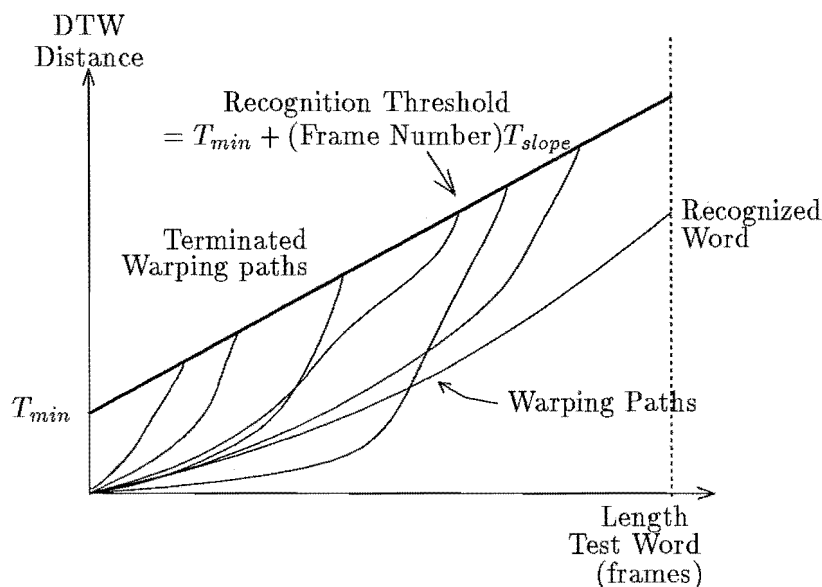 DTW
Distance
Recognition Threshold
= T_min + (Frame Number)T_slope
Terminated
Warping paths
Recognized
Word
T_min
Warping Paths
Length
Test Word
(frames)